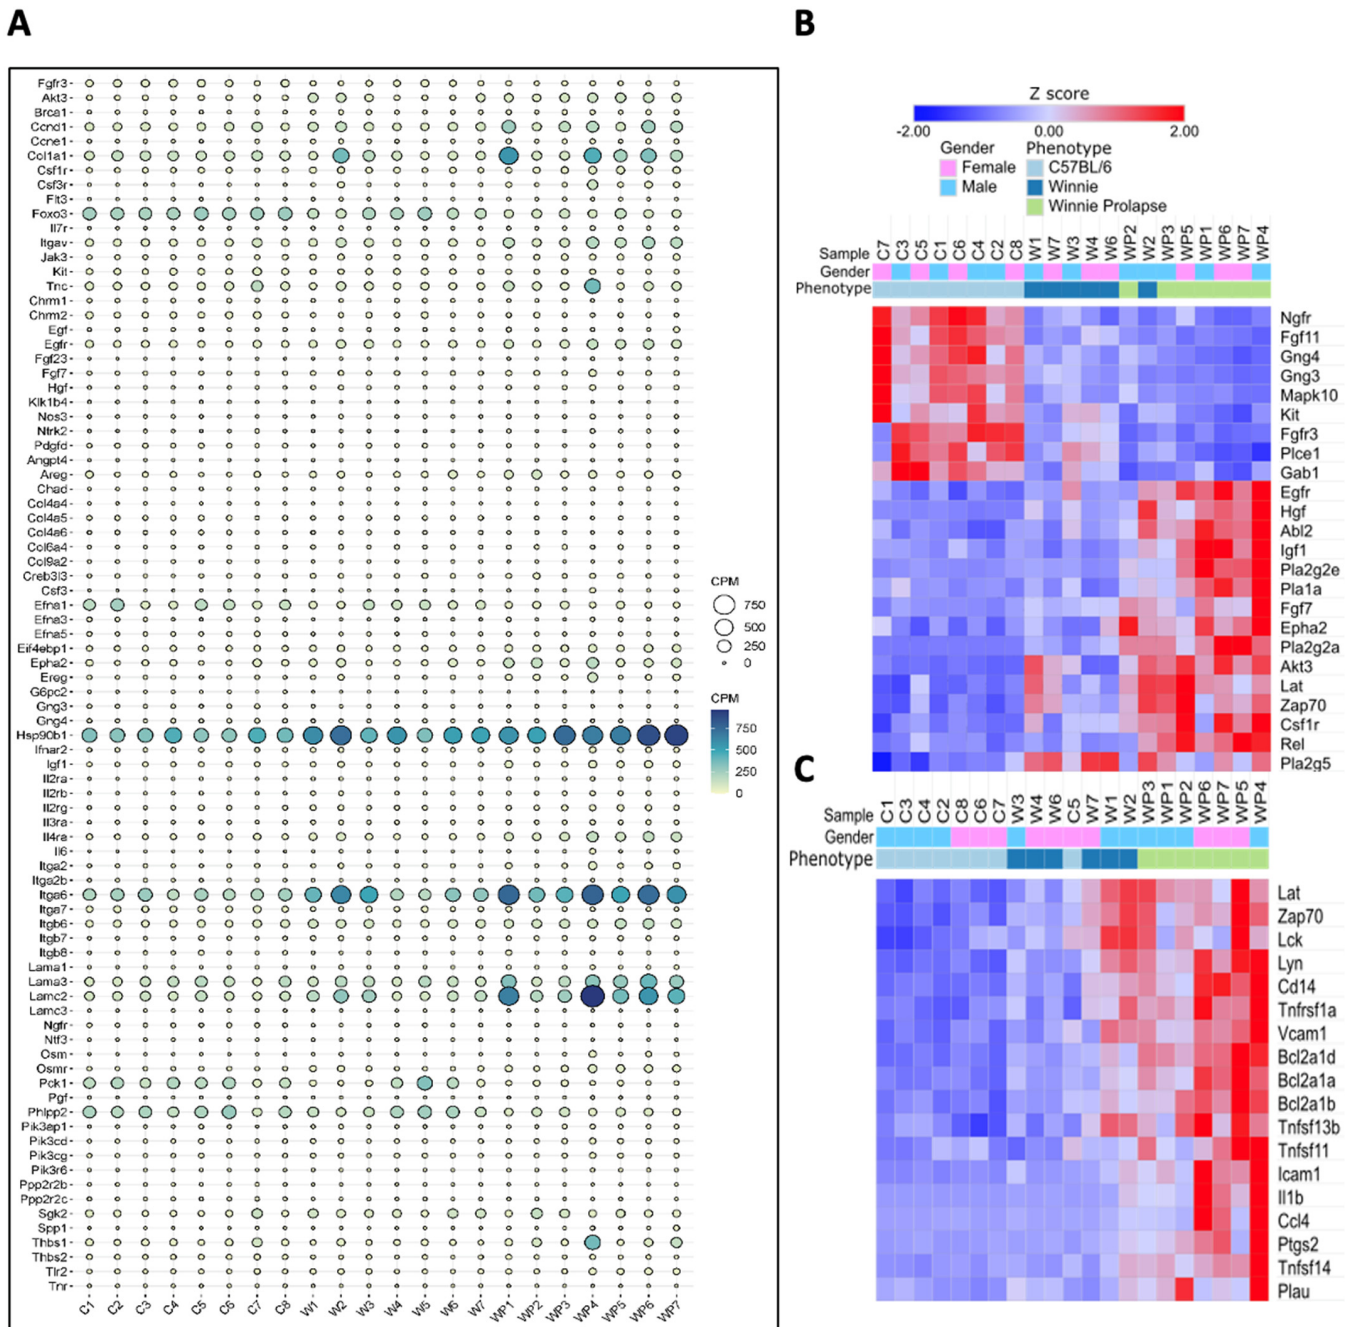 A
B
Fgfr3
Akt3
Brca1
Ccnd1
Ccne1
Col1a1
Csf1r
Csf3r
Flt3
Foxo3
Il7r
Itgav
Jak3
Kit
Tnc
Chrm1
Chrm2
Egf
Egfr
Fgf23
Fgf7
Hgf
Klk1b4
Nos3
Ntrk2
Pdgfd
Angpt4
Areg
Chad
Col4a4
Col4a5
Col4a6
Col6a4
Col9a2
Creb3l3
Csf3
Efna1
Efna3
Efna5
Eif4ebp1
Epha2
Ereg
G6pc2
Gng3
Gng4
Hsp90b1
Ifnar2
Igf1
Il2ra
Il2rb
Il2rg
Il3ra
Il4ra
Il6
Itga2
Itga2b
Itga6
Itga7
Itgb6
Itgb7
Itgb8
Lama1
Lama3
Lamc2
Lamc3
Ngfr
Ntf3
Osm
Osmr
Pck1
Pgf
Phlpp2
Pik3ap1
Pik3cd
Pik3cg
Pik3r6
Ppp2r2b
Ppp2r2c
Sgk2
Spp1
Thbs1
Thbs2
Tlr2
Tnr
C1 C2 C3 C4 C5 C6 C7 C8 W1 W2 W3 W4 W5 W6 W7 WP1 WP2 WP3 WP4 WP5 WP6 WP7
CPM
750
500
250
0
CPM
750
500
250
0
Z score
-2.00 0.00 2.00
Gender Phenotype
Female C57BL/6
Male Winnie
Winnie Prolapse
Sample C7 C3 C5 C1 C6 C4 C2 C8 W1 W7 W3 W4 W6 WP2 W2 WP3 WP5 WP1 WP6 WP7 WP4
Gender
Phenotype
Ngfr
Fgf11
Gng4
Gng3
Mapk10
Kit
Fgfr3
Plce1
Gab1
Egfr
Hgf
Abl2
Igf1
Pla2g2e
Pla1a
Fgf7
Epha2
Pla2g2a
Akt3
Lat
Zap70
Csf1r
Rel
Pla2g5
C
Sample C1 C3 C4 C2 C8 C6 C7 W3 W4 W6 C5 W7 W1 W2 WP3 WP1 WP2 WP6 WP7 WP5 WP4
Gender
Phenotype
Lat
Zap70
Lck
Lyn
Cd14
Tnfrsf1a
Vcam1
Bcl2a1d
Bcl2a1a
Bcl2a1b
Tnfsf13b
Tnfsf11
Icam1
Il1b
Ccl4
Ptgs2
Tnfsf14
Plau